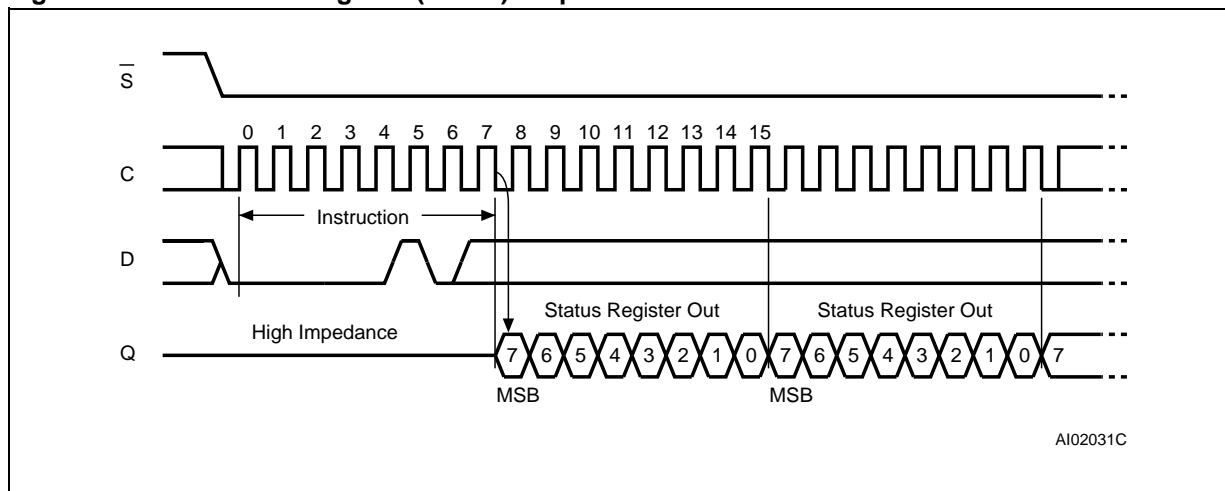 S
0 1 2 3 4 5 6 7 8 9 10 11 12 13 14 15
C
Instruction
D
High Impedance
Status Register Out
Status Register Out
Q
7 6 5 4 3 2 1 0 7 6 5 4 3 2 1 0 7
MSB
MSB
AI02031C